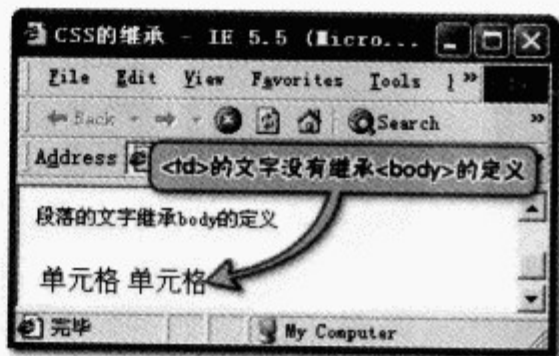 CSS的继承 - IE 5.5 (Micro...
File Edit View Favorites Tools
Back Search
Address
<td>的文字没有继承<body>的定义
段落的文字继承body的定义
单元格 单元格
完毕 My Computer